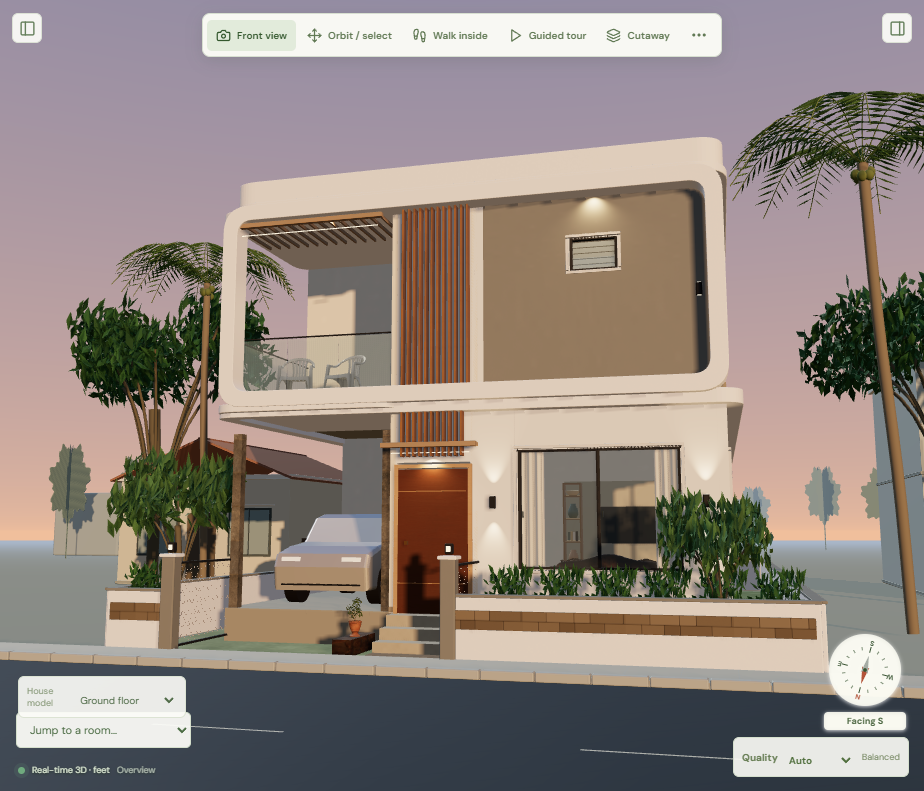 Front view
Orbit / select
Walk inside
Guided tour
Cutaway
House model
Ground floor
Jump to a room...
Real-time 3D · feet Overview
S
W
N
Facing S
Quality Auto Balanced